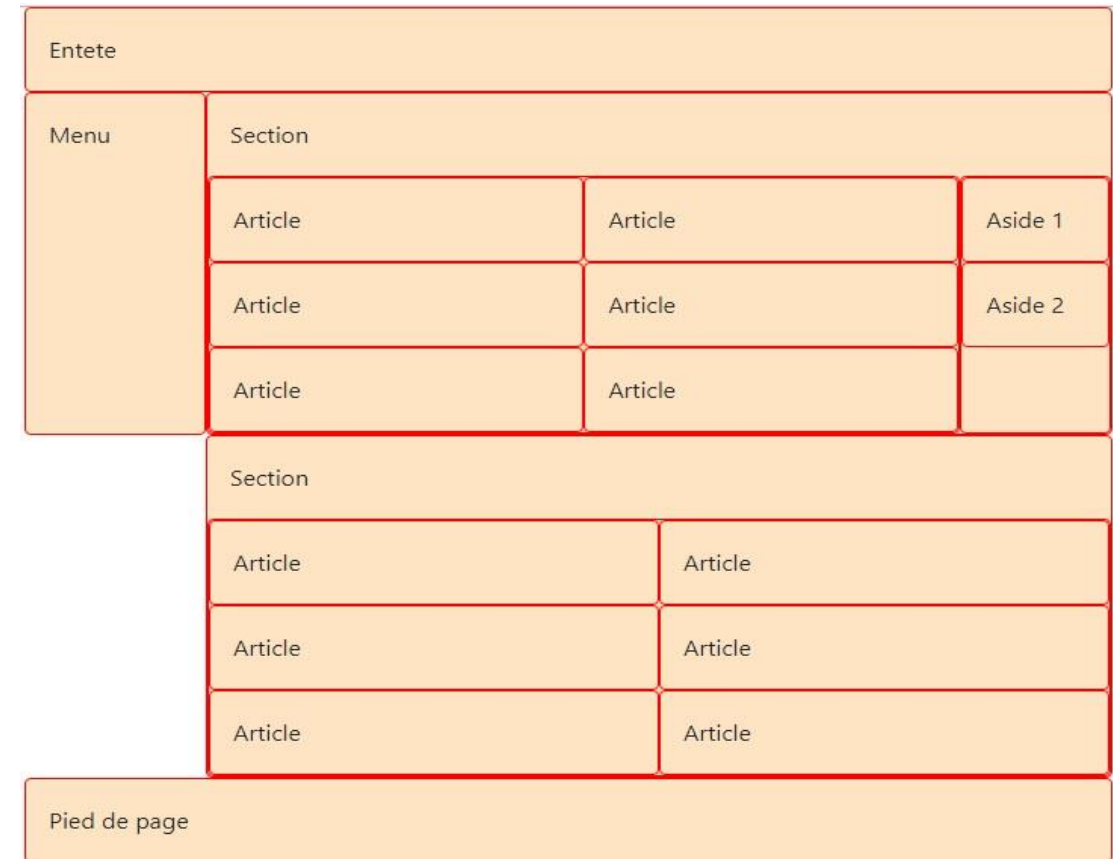 Entete
Menu
Section
Article Article Aside 1
Article Article Aside 2
Article Article
Section
Article Article
Article Article
Article Article
Pied de page